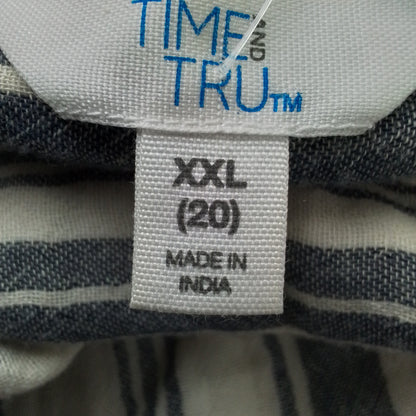 TIME AND
TRU™
XXL
(20)
MADE IN
INDIA